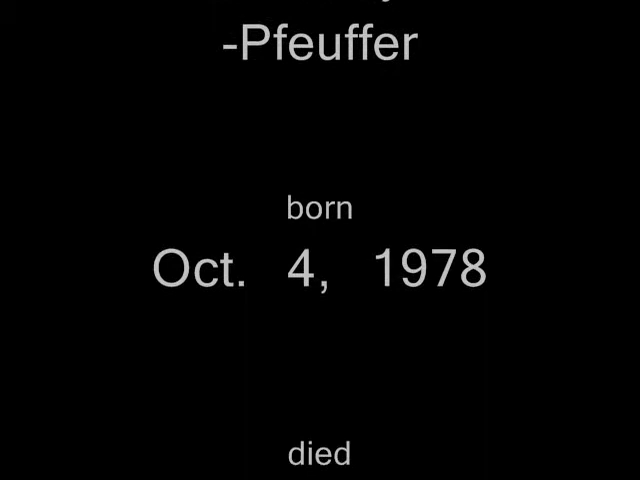 -Pfeuffer
born
Oct. 4, 1978
died